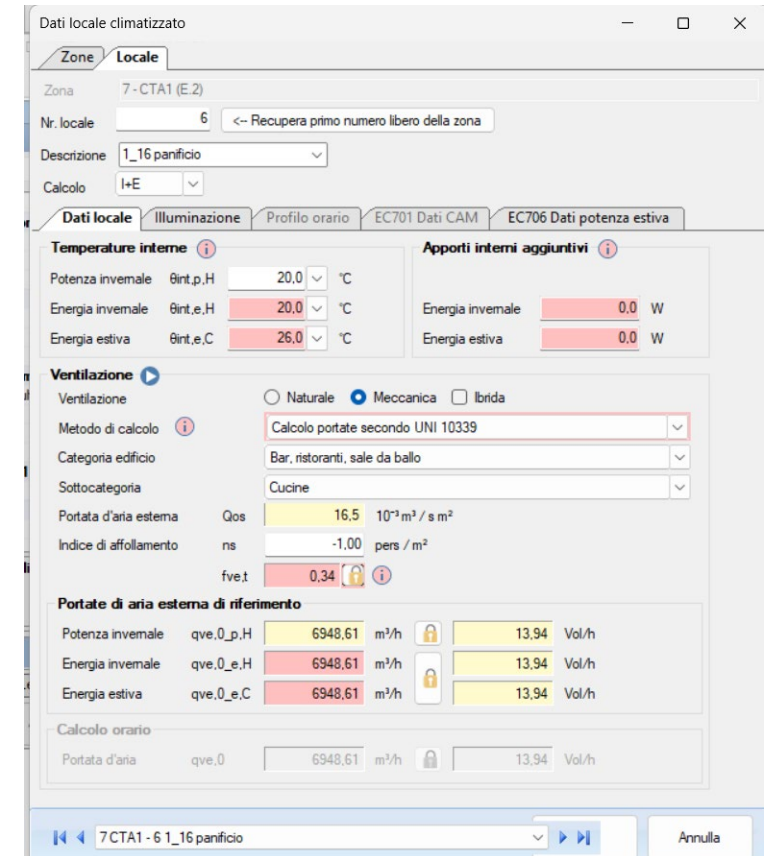 Dati locale climatizzato
Zone Locale
Zona 7 - CTA1 (E.2)
Nr. locale 6 <-- Recupera primo numero libero della zona
Descrizione 1_16 panificio
Calcolo I+E
Dati locale Illuminazione Profilo orario EC701 Dati CAM EC706 Dati potenza estiva
Temperature interne Apporti interni aggiuntivi
Potenza invernale θint,p,H 20,0 °C
Energia invernale θint,e,H 20,0 °C Energia invernale 0,0 W
Energia estiva θint,e,C 26,0 °C Energia estiva 0,0 W
Ventilazione
Ventilazione Naturale Meccanica Ibrida
Metodo di calcolo Calcolo portate secondo UNI 10339
Categoria edificio Bar, ristoranti, sale da ballo
Sottocategoria Cucine
Portata d'aria esterna Qos 16,5 10⁻³ m³ / s m²
Indice di affollamento ns -1,00 pers / m²
fve,t 0,34
Portate di aria esterna di riferimento
Potenza invernale qve,0_p,H 6948,61 m³/h 13,94 Vol/h
Energia invernale qve,0_e,H 6948,61 m³/h 13,94 Vol/h
Energia estiva qve,0_e,C 6948,61 m³/h 13,94 Vol/h
Calcolo orario
Portata d'aria qve,0 6948,61 m³/h 13,94 Vol/h
7 CTA1 - 6 1_16 panificio Annulla